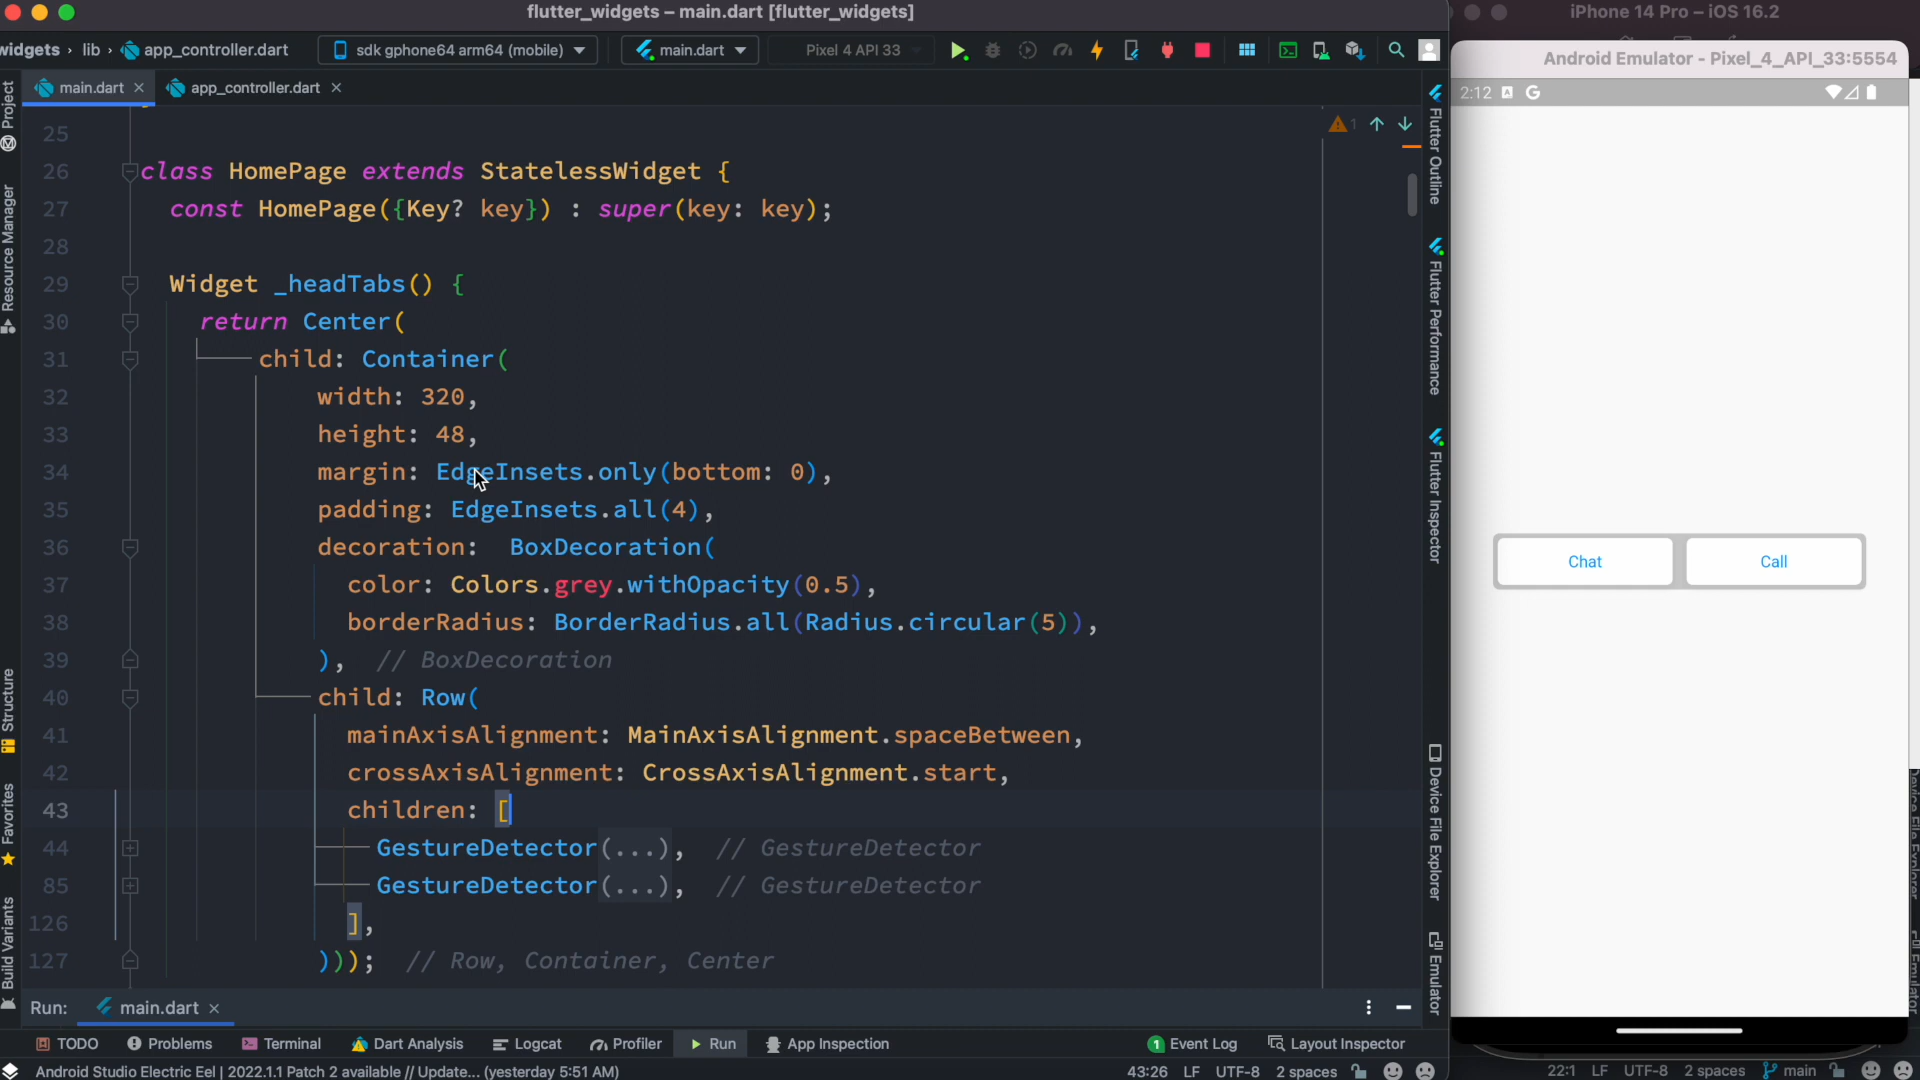 flutter_widgets – main.dart [flutter_widgets]
iPhone 14 Pro – iOS 16.2
widgets › lib › app_controller.dart
sdk gphone64 arm64 (mobile)
main.dart
Pixel 4 API 33
Android Emulator - Pixel_4_API_33:5554
main.dart
app_controller.dart
2:12
A
G
1
25
26 class HomePage extends StatelessWidget {
27 const HomePage({Key? key}) : super(key: key);
28
29 Widget _headTabs() {
30 return Center(
31 child: Container(
32 width: 320,
33 height: 48,
34 margin: EdgeInsets.only(bottom: 0),
35 padding: EdgeInsets.all(4),
36 decoration: BoxDecoration(
37 color: Colors.grey.withOpacity(0.5),
38 borderRadius: BorderRadius.all(Radius.circular(5)),
39 ), // BoxDecoration
40 child: Row(
41 mainAxisAlignment: MainAxisAlignment.spaceBetween,
42 crossAxisAlignment: CrossAxisAlignment.start,
43 children: [
44 GestureDetector(...), // GestureDetector
85 GestureDetector(...), // GestureDetector
126 ],
127 ))); // Row, Container, Center
Project
Resource Manager
Structure
Favorites
Build Variants
Flutter Outline
Flutter Performance
Flutter Inspector
Device File Explorer
Emulator
Chat
Call
Run: main.dart
TODO
Problems
Terminal
Dart Analysis
Logcat
Profiler
Run
App Inspection
1 Event Log
Layout Inspector
Android Studio Electric Eel | 2022.1.1 Patch 2 available // Update... (yesterday 5:51 AM)
43:26 LF UTF-8 2 spaces
22:1 LF UTF-8 2 spaces main